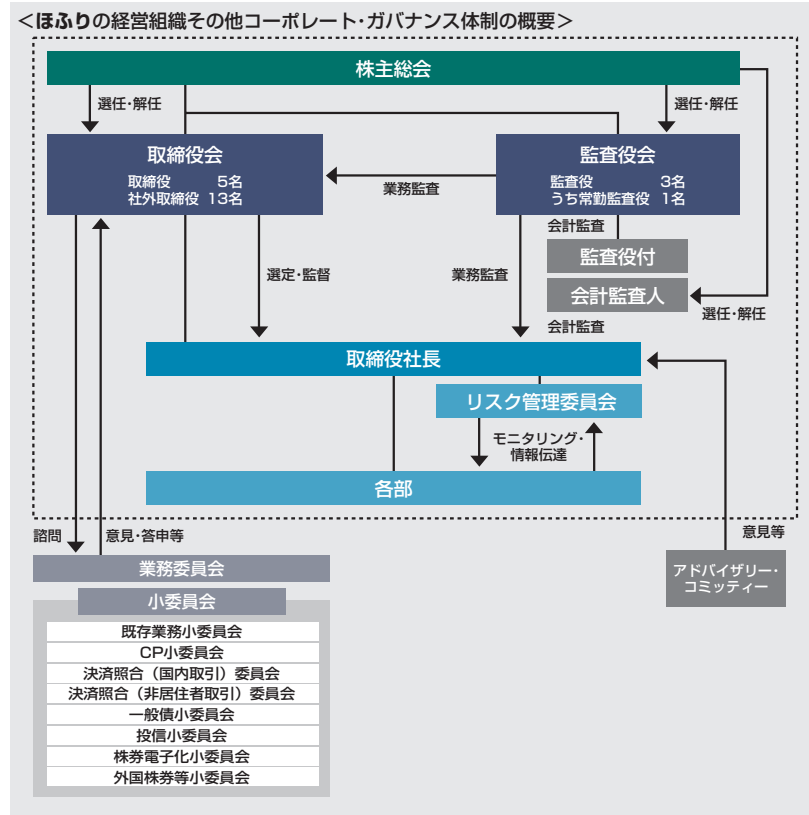 ＜ほふりの経営組織その他コーポレート・ガバナンス体制の概要＞
株主総会
選任・解任
選任・解任
取締役会
取締役 5名
社外取締役 13名
監査役会
監査役 3名
うち常勤監査役 1名
業務監査
会計監査
監査役付
選定・監督
業務監査
会計監査人
選任・解任
会計監査
取締役社長
リスク管理委員会
モニタリング・
情報伝達
各部
諮問
意見・答申等
意見等
業務委員会
アドバイザリー・
コミッティー
小委員会
既存業務小委員会
CP小委員会
決済照合（国内取引）委員会
決済照合（非居住者取引）委員会
一般債小委員会
投信小委員会
株券電子化小委員会
外国株券等小委員会